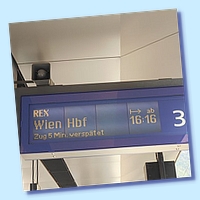 REX
Wien Hbf
ab
16:16
3
Zug 5 Min. verspätet